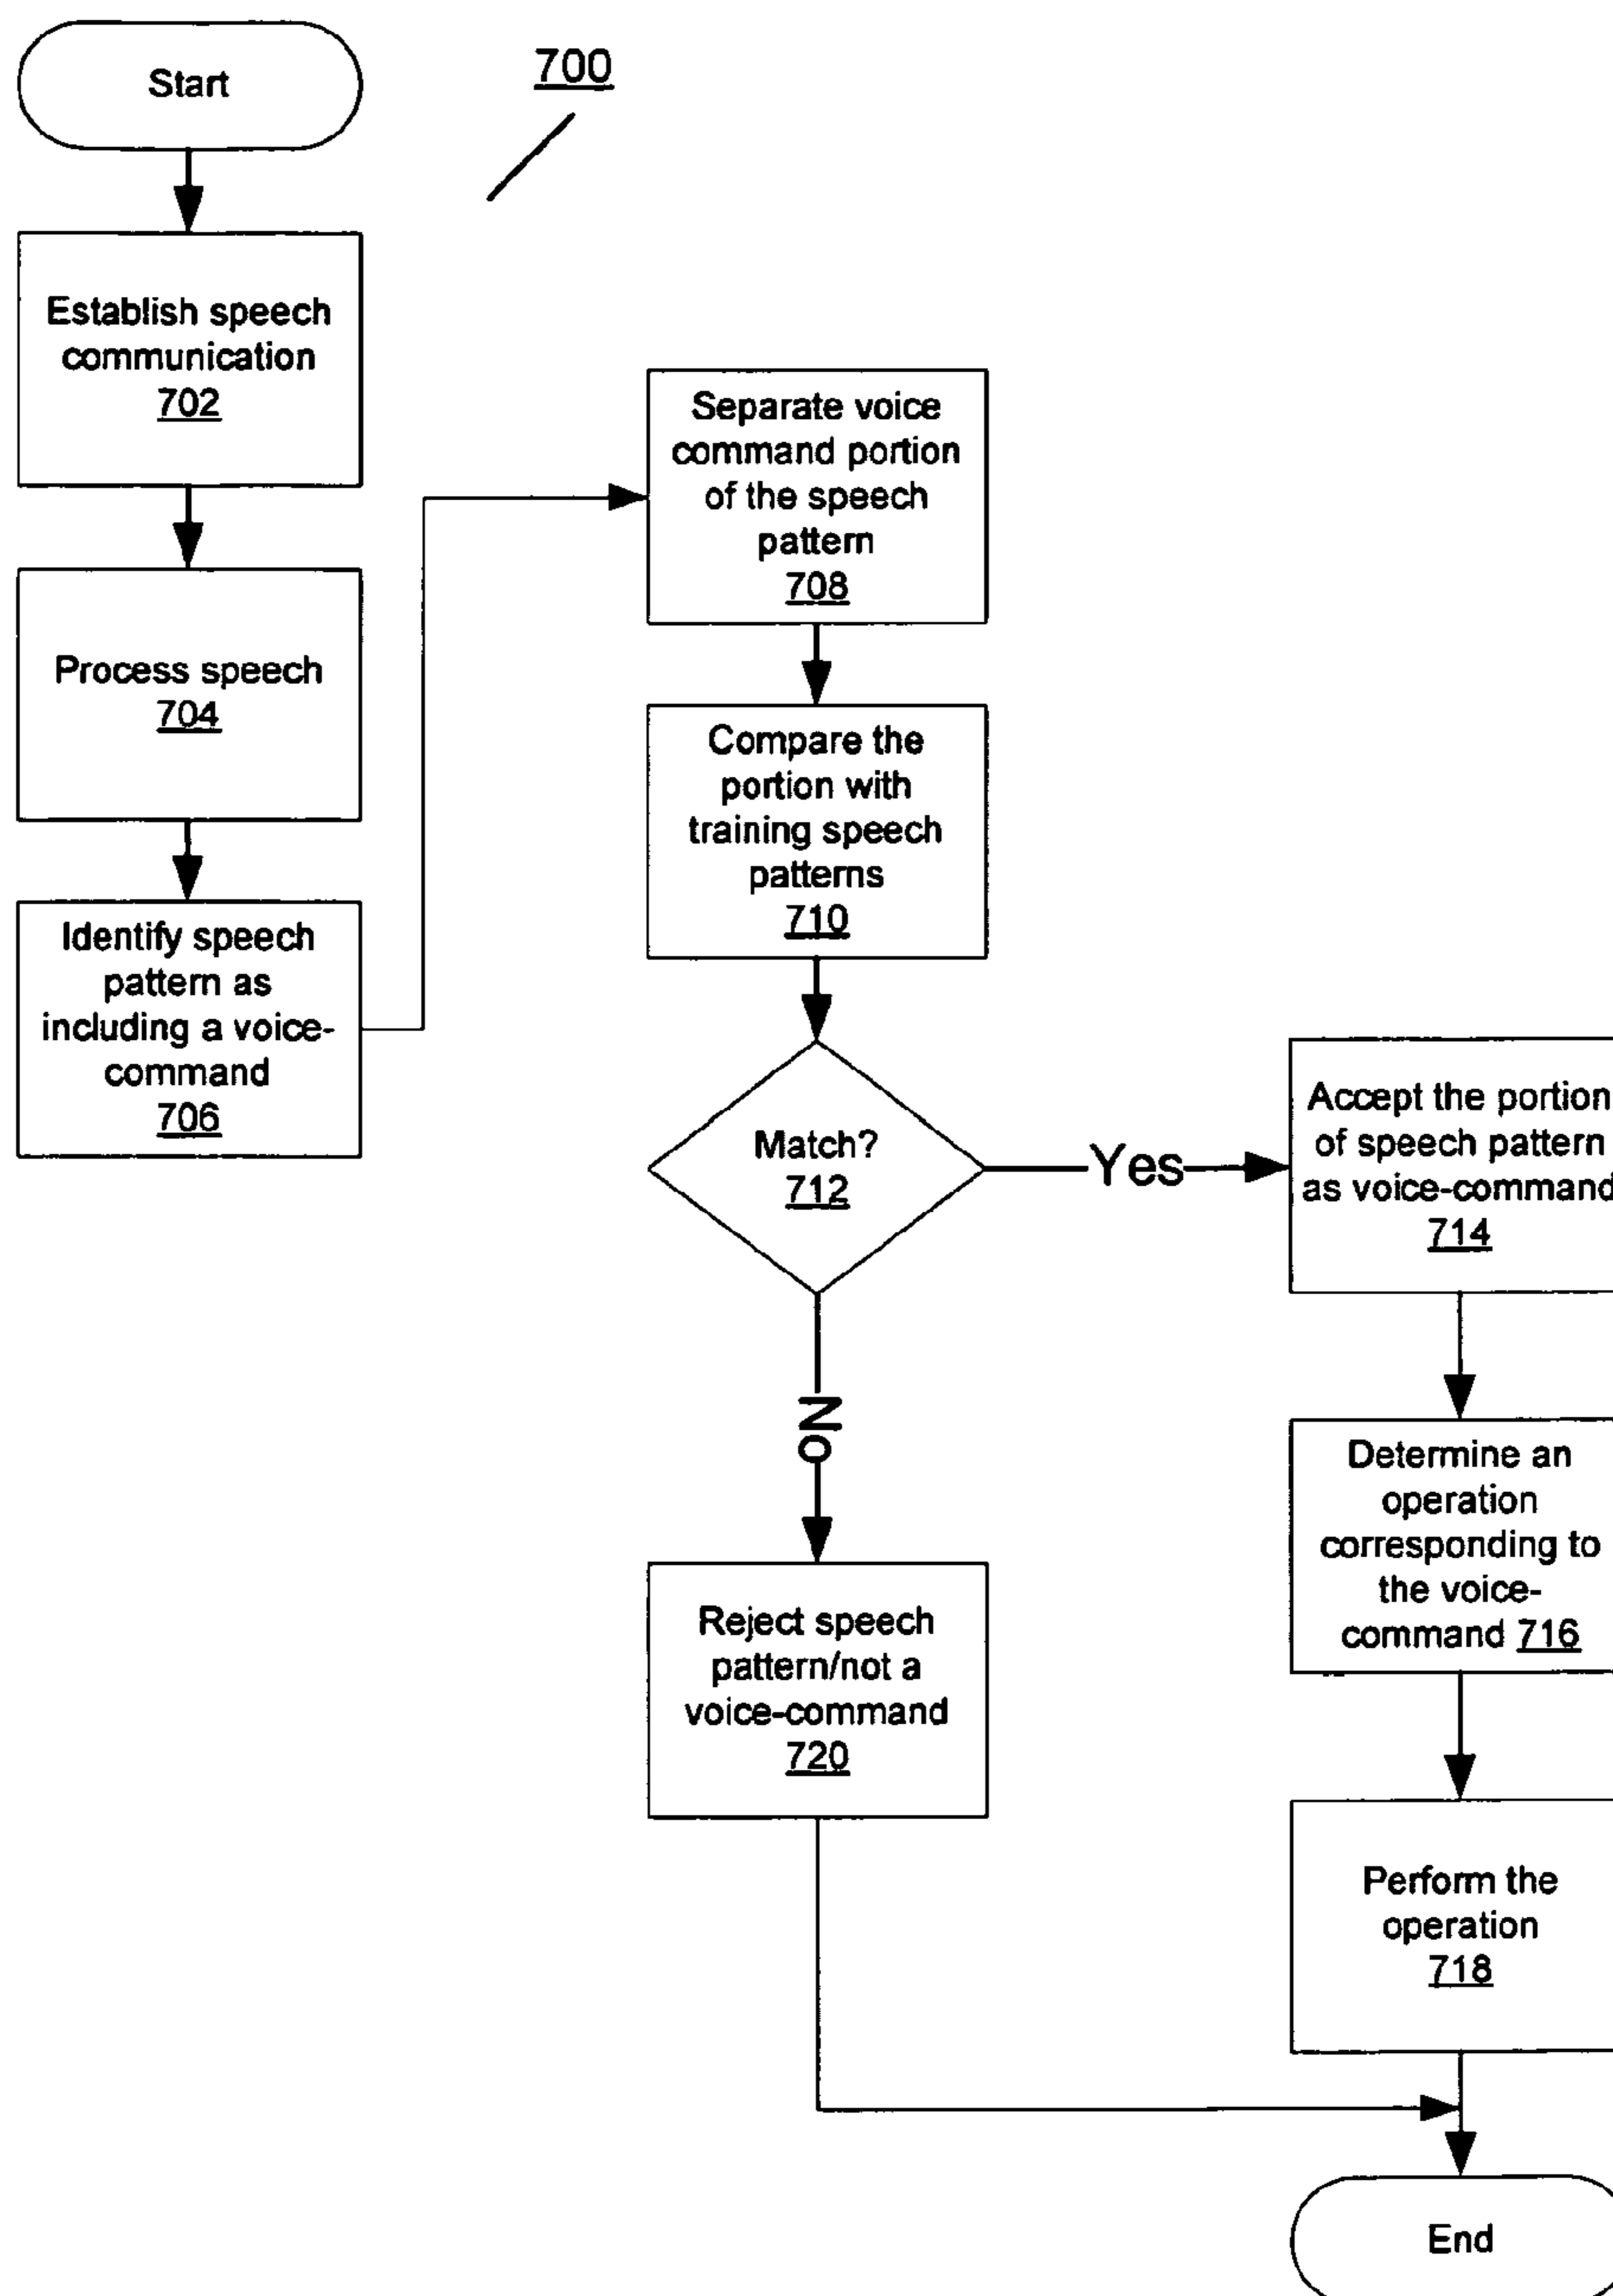 Start
700
Establish speech
communication
702
Process speech
704
Identify speech
pattern as
including a voice-
command
706
Separate voice
command portion
of the speech
pattern
708
Compare the
portion with
training speech
patterns
710
Match?
712
Yes
No
Accept the portion
of speech pattern
as voice-command
714
Determine an
operation
corresponding to
the voice-
command 716
Perform the
operation
718
Reject speech
pattern/not a
voice-command
720
End